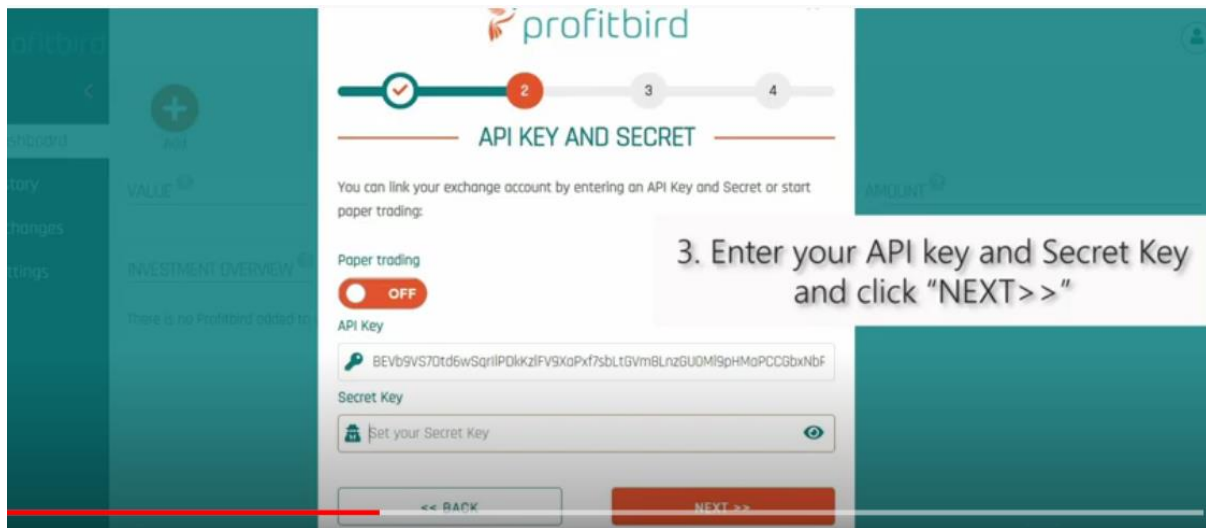 profitbird
2
3
4
API KEY AND SECRET
You can link your exchange account by entering an API Key and Secret or start
paper trading:
Paper trading
OFF
API Key
Secret Key
Set your Secret Key
<< BACK
NEXT >>
3. Enter your API key and Secret Key
and click “NEXT>>”
ofitbird
Add
shboard
story
changes
ttings
VALUE
AMOUNT
INVESTMENT OVERVIEW
There is no Profitbird added to